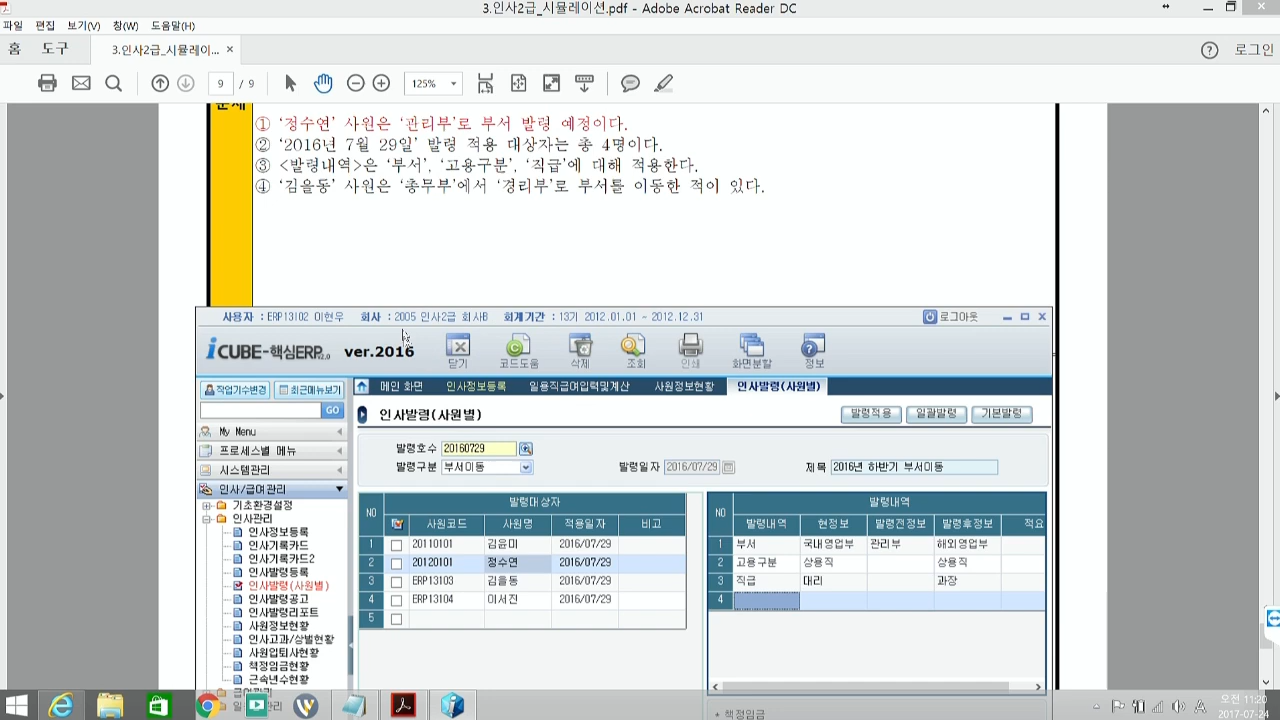 3.인사2급_시뮬레이션.pdf - Adobe Acrobat Reader DC
파일 편집 보기(V) 창(W) 도움말(H)
홈 도구 3.인사2급_시뮬레이... × ? 로그인
9 / 9 125%
문제
① '정수연' 사원은 '관리부'로 부서 발령 예정이다.
② '2016년 7월 29일' 발령 적용 대상자는 총 4명이다.
③ <발령내역>은 '부서', '고용구분', '직급'에 대해 적용한다.
④ '김을동' 사원은 '총무부'에서 '경리부'로 부서를 이동한 적이 있다.
사용자 : ERP13I02 이현우 회사 : 2005 인사2급 회사B 회계기간 : 13기 2012.01.01 ~ 2012.12.31 로그아웃
iCUBE-핵심ERP v2.0 ver.2016 닫기 코드도움 삭제 조회 인쇄 화면분할 정보
작업기수변경 최근메뉴보기 메인 화면 인사정보등록 일용직급여입력및계산 사원정보현황 인사발령(사원별)
GO 인사발령(사원별) 발령적용 일괄발령 기본발령
My Menu
프로세스별 메뉴
시스템관리
인사/급여관리
기초환경설정
인사관리
인사정보등록
인사기록카드
인사기록카드2
인사발령등록
인사발령(사원별)
인사발령공고
인사발령리포트
사원정보현황
인사고과/상벌현황
사원입퇴사현황
책정임금현황
근속년수현황
급여관리
발령호수 20160729
발령구분 부서이동 발령일자 2016/07/29 제목 2016년 하반기 부서이동
NO 발령대상자
사원코드 사원명 적용일자 비고
1 20110101 김윤미 2016/07/29
2 20120101 정수연 2016/07/29
3 ERP13103 김을동 2016/07/29
4 ERP13104 이서진 2016/07/29
5
NO 발령내역
발령내역 현정보 발령전정보 발령후정보 적요
1 부서 국내영업부 관리부 해외영업부
2 고용구분 상용직 상용직
3 직급 대리 과장
4
* 책정임금
오전 11:20
2017-07-24